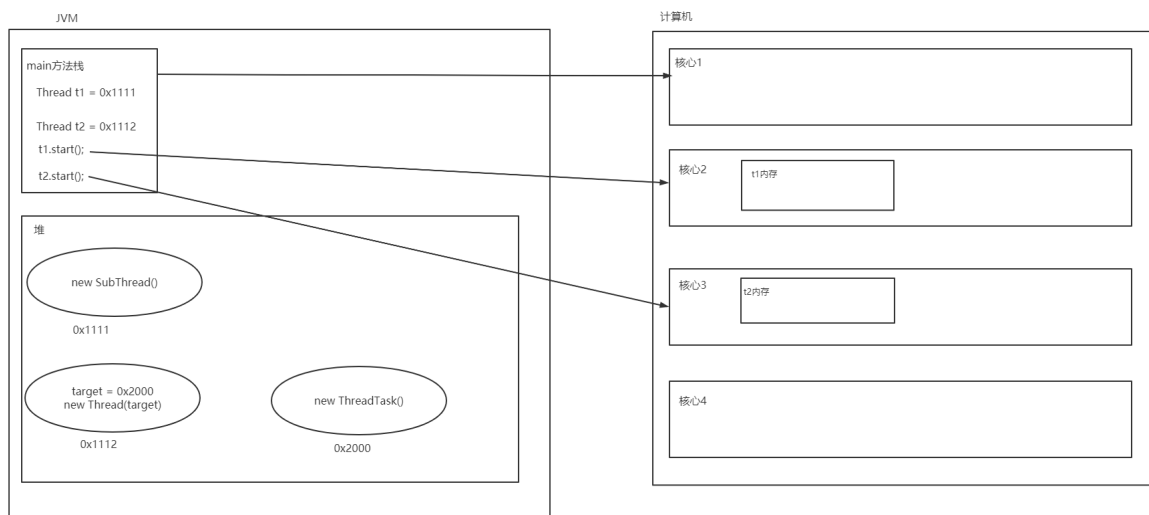 JVM
main方法栈
Thread t1 = 0x1111
Thread t2 = 0x1112
t1.start();
t2.start();
堆
new SubThread()
0x1111
target = 0x2000
new Thread(target)
0x1112
new ThreadTask()
0x2000
计算机
核心1
核心2
t1内存
核心3
t2内存
核心4